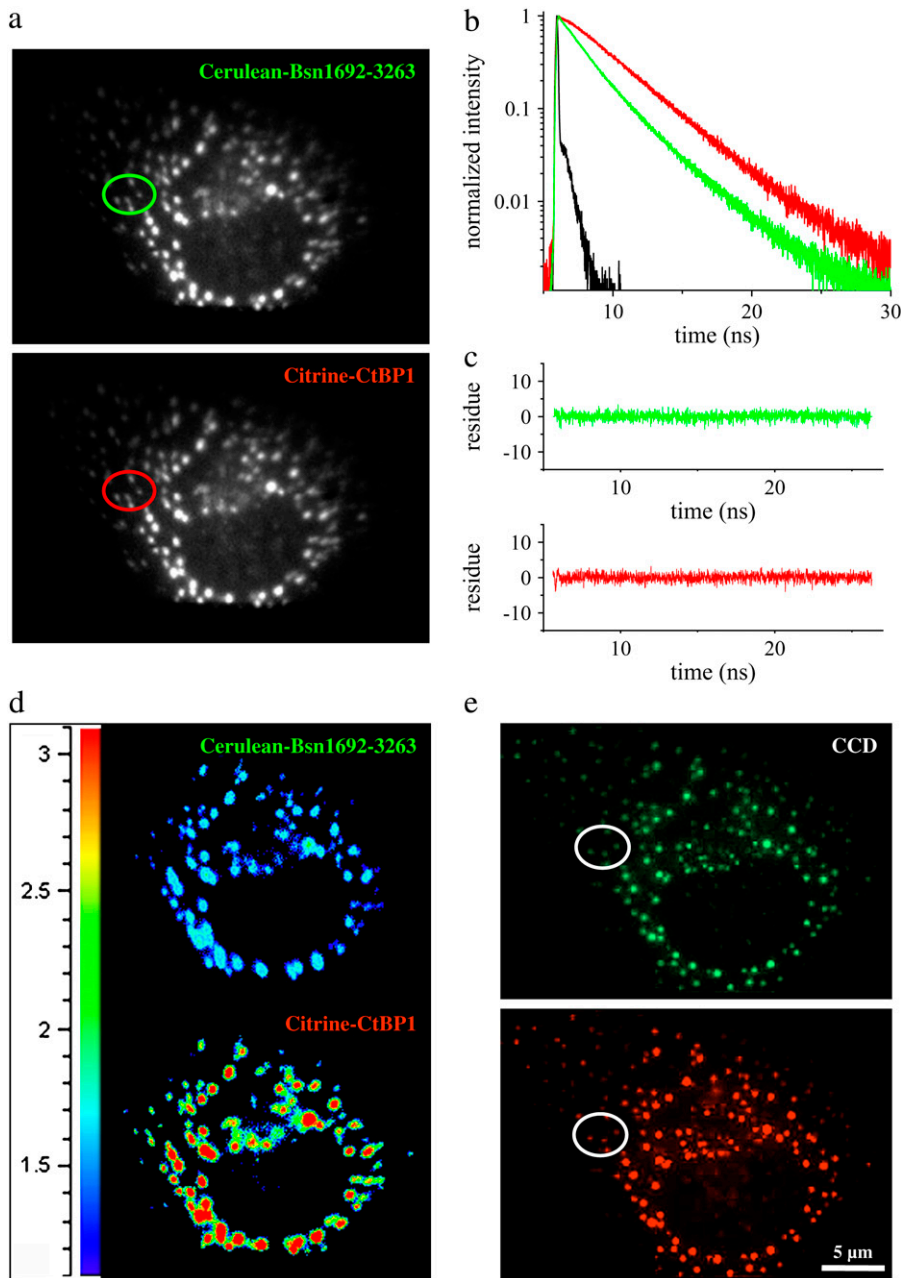 a
Cerulean-Bsn1692-3263
Citrine-CtBP1
b
normalized intensity
1
0.1
0.01
10
20
30
time (ns)
c
residue
10
0
-10
10
20
time (ns)
residue
10
0
-10
10
20
time (ns)
d
3
2.5
2
1.5
Cerulean-Bsn1692-3263
Citrine-CtBP1
e
CCD
5 µm